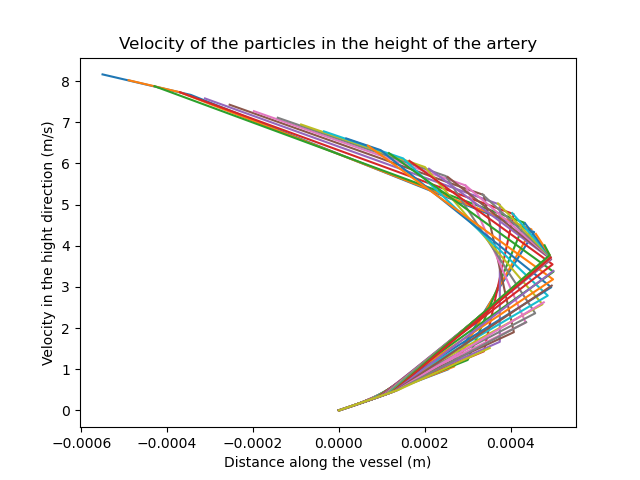 Velocity of the particles in the height of the artery
Velocity in the hight direction (m/s)
8
7
6
5
4
3
2
1
0
−0.0006 −0.0004 −0.0002 0.0000 0.0002 0.0004
Distance along the vessel (m)